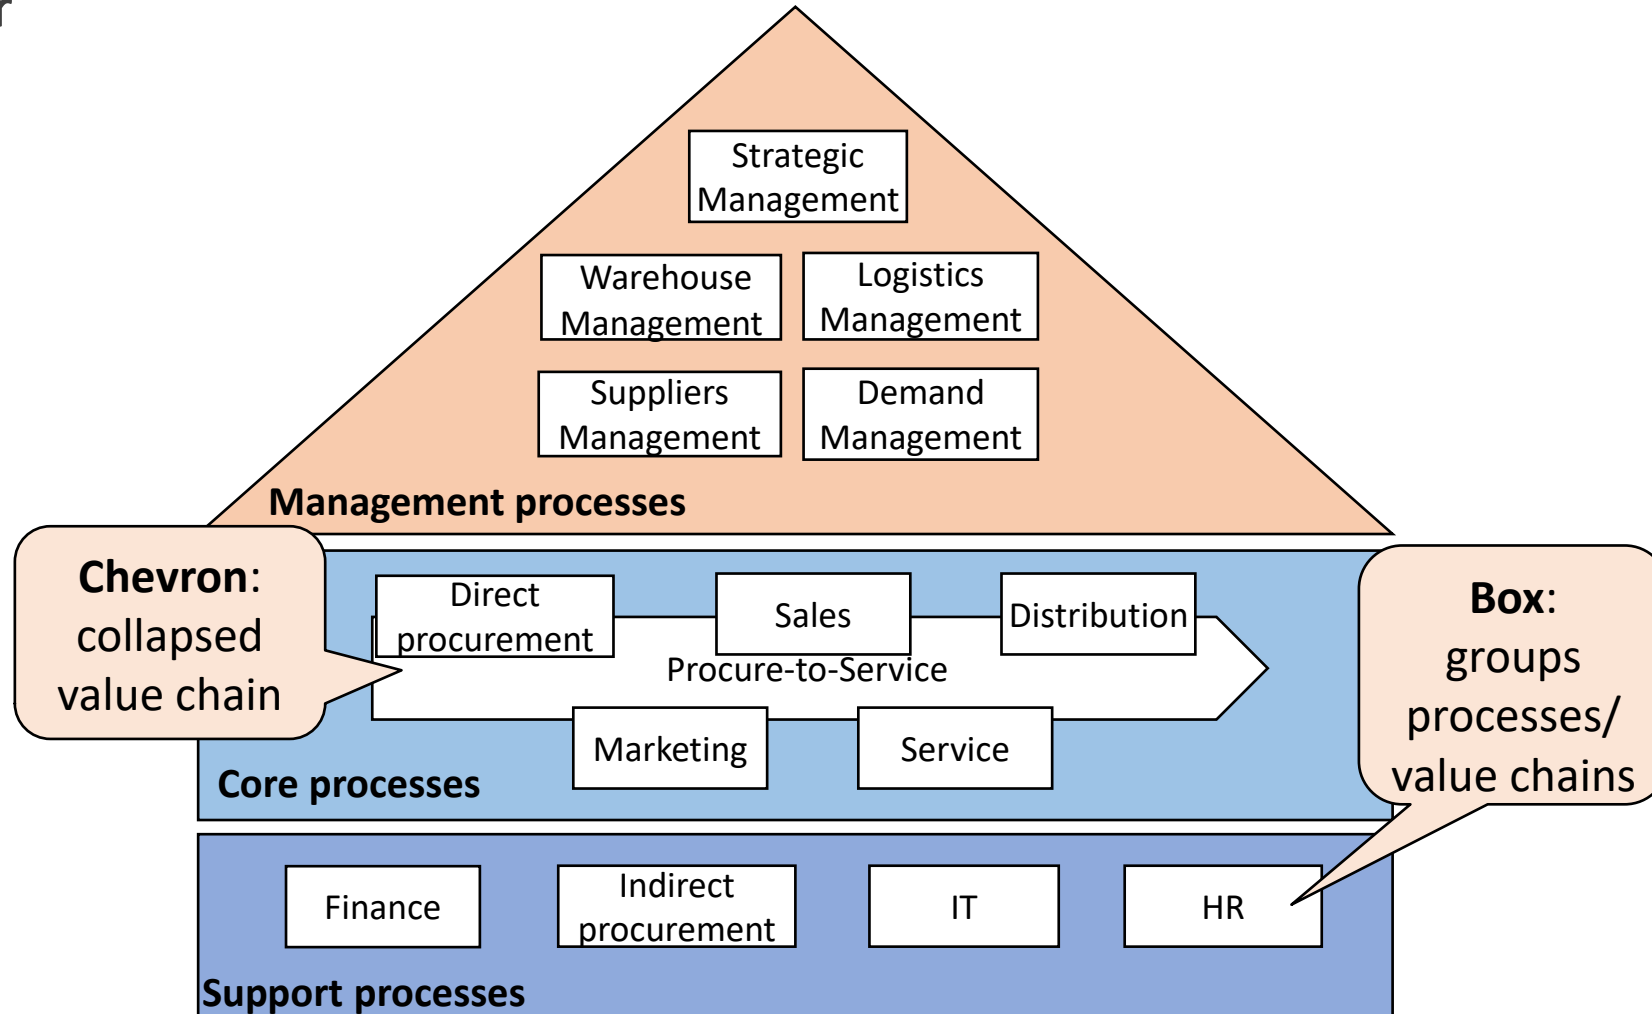 Strategic
Management
Warehouse
Management
Logistics
Management
Suppliers
Management
Demand
Management
Management processes
Chevron:
collapsed
value chain
Direct
procurement
Sales
Distribution
Procure-to-Service
Marketing
Service
Core processes
Box:
groups
processes/
value chains
Finance
Indirect
procurement
IT
HR
Support processes